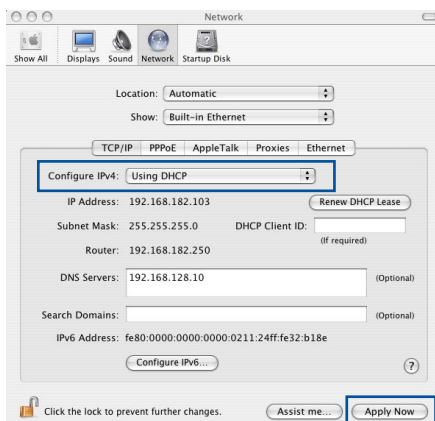 Network
Show All Displays Sound Network Startup Disk
Location: Automatic
Show: Built-in Ethernet
TCP/IP PPPoE AppleTalk Proxies Ethernet
Configure IPv4: Using DHCP
IP Address: 192.168.182.103 Renew DHCP Lease
Subnet Mask: 255.255.255.0 DHCP Client ID:
(If required)
Router: 192.168.182.250
DNS Servers: 192.168.128.10 (Optional)
Search Domains: (Optional)
IPv6 Address: fe80:0000:0000:0000:0211:24ff:fe32:b18e
Configure IPv6... ?
Click the lock to prevent further changes. Assist me... Apply Now